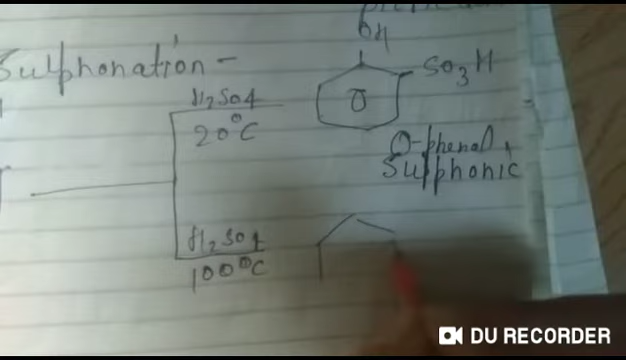 Sulphonation -
OH
H2SO4
20°C
SO3H
O-phenol
Sulphonic
H2SO4
100°C
DU RECORDER